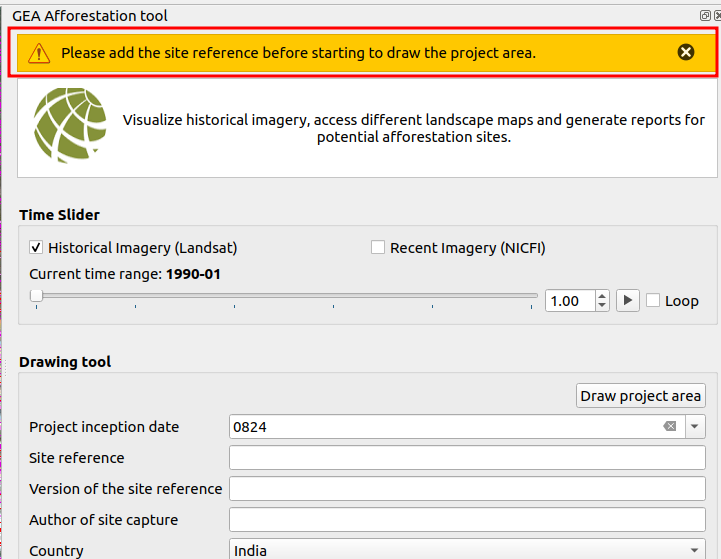 GEA Afforestation tool
Please add the site reference before starting to draw the project area.
Visualize historical imagery, access different landscape maps and generate reports for
potential afforestation sites.
Time Slider
Historical Imagery (Landsat)
Recent Imagery (NICFI)
Current time range: 1990-01
1.00
Loop
Drawing tool
Draw project area
Project inception date
0824
Site reference
Version of the site reference
Author of site capture
Country
India